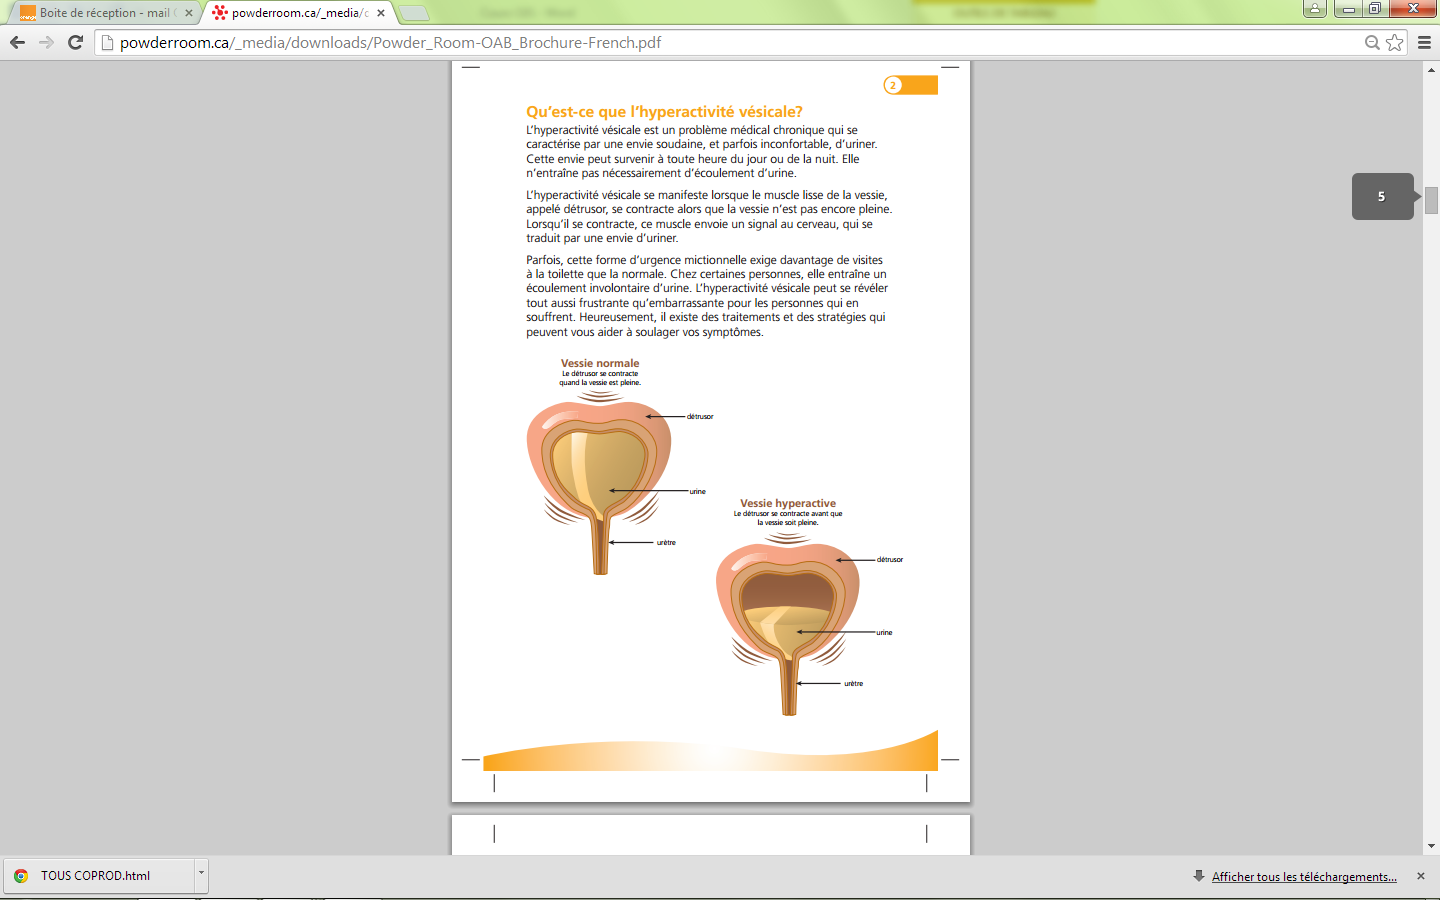 Boite de réception - mail
powderroom.ca/_media/d
powderroom.ca/_media/downloads/Powder_Room-OAB_Brochure-French.pdf
2
Qu'est-ce que l'hyperactivité vésicale?
L'hyperactivité vésicale est un problème médical chronique qui se
caractérise par une envie soudaine, et parfois inconfortable, d'uriner.
Cette envie peut survenir à toute heure du jour ou de la nuit. Elle
n'entraîne pas nécessairement d'écoulement d'urine.
L'hyperactivité vésicale se manifeste lorsque le muscle lisse de la vessie,
appelé détrusor, se contracte alors que la vessie n'est pas encore pleine.
Lorsqu'il se contracte, ce muscle envoie un signal au cerveau, qui se
traduit par une envie d'uriner.
Parfois, cette forme d'urgence mictionnelle exige davantage de visites
à la toilette que la normale. Chez certaines personnes, elle entraîne un
écoulement involontaire d'urine. L'hyperactivité vésicale peut se révéler
tout aussi frustrante qu'embarrassante pour les personnes qui en
souffrent. Heureusement, il existe des traitements et des stratégies qui
peuvent vous aider à soulager vos symptômes.
Vessie normale
Le détrusor se contracte
quand la vessie est pleine.
détrusor
urine
urètre
Vessie hyperactive
Le détrusor se contracte avant que
la vessie soit pleine.
détrusor
urine
urètre
5
TOUS COPROD.html
Afficher tous les téléchargements...